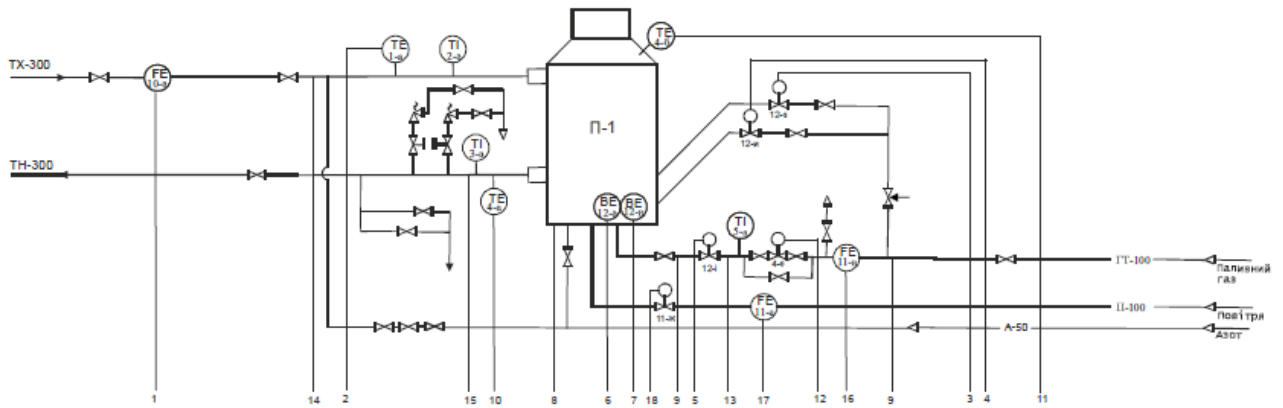 TE
4-б
TX-300
FE
10-а
TE
1-а
TI
2-а
12-з
П-1
12-и
TH-300
TI
3-а
TE
4-а
BE
12-а
BE
12-в
TI
5-а
12-і
4-е
FE
11-а
ГТ-100
Паливний
газ
11-ж
FE
11-а
П-100
Повітря
А-50
Азот
1
14
2
15
10
8
6
7
18
9
5
13
17
12
16
9
3
4
11